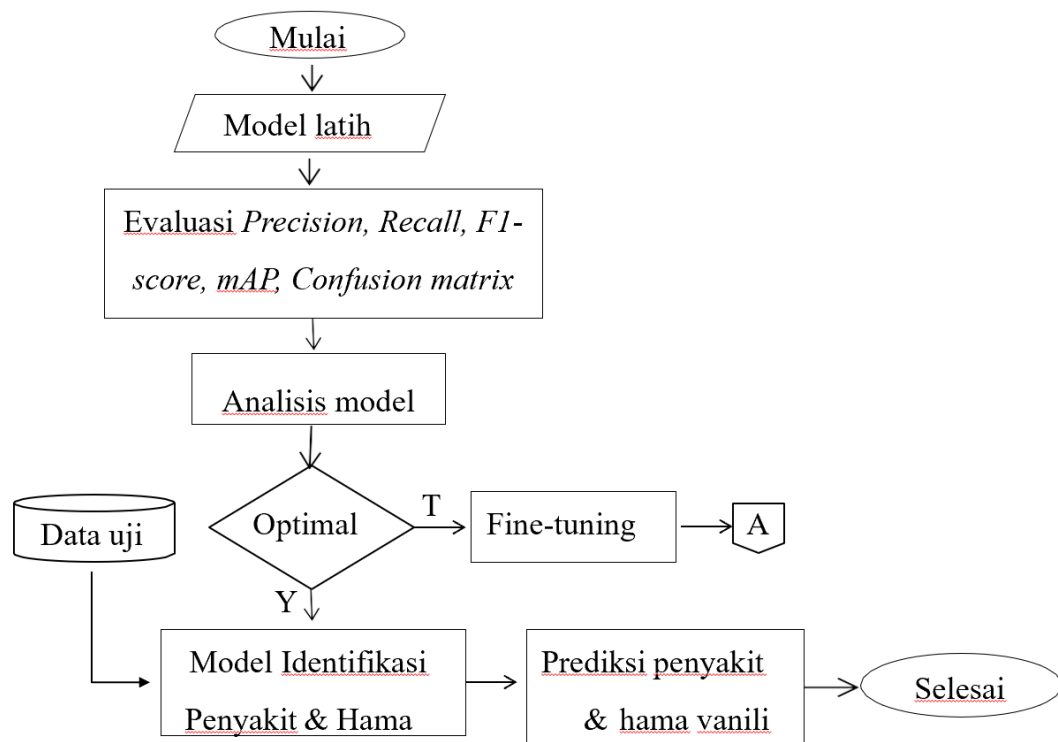 Mulai
Model latih
Evaluasi Precision, Recall, F1-
score, mAP, Confusion matrix
Analisis model
Optimal
T
Fine-tuning
A
Data uji
Y
Model Identifikasi
Penyakit & Hama
Prediksi penyakit
& hama vanili
Selesai